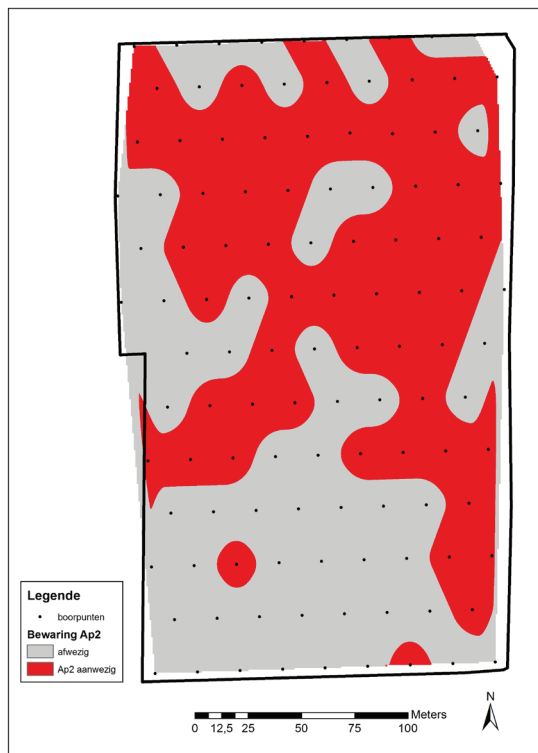 Legende
boorpunten
Bewaring Ap2
afwezig
Ap2 aanwezig
N
Meters
0 12,5 25 50 75 100